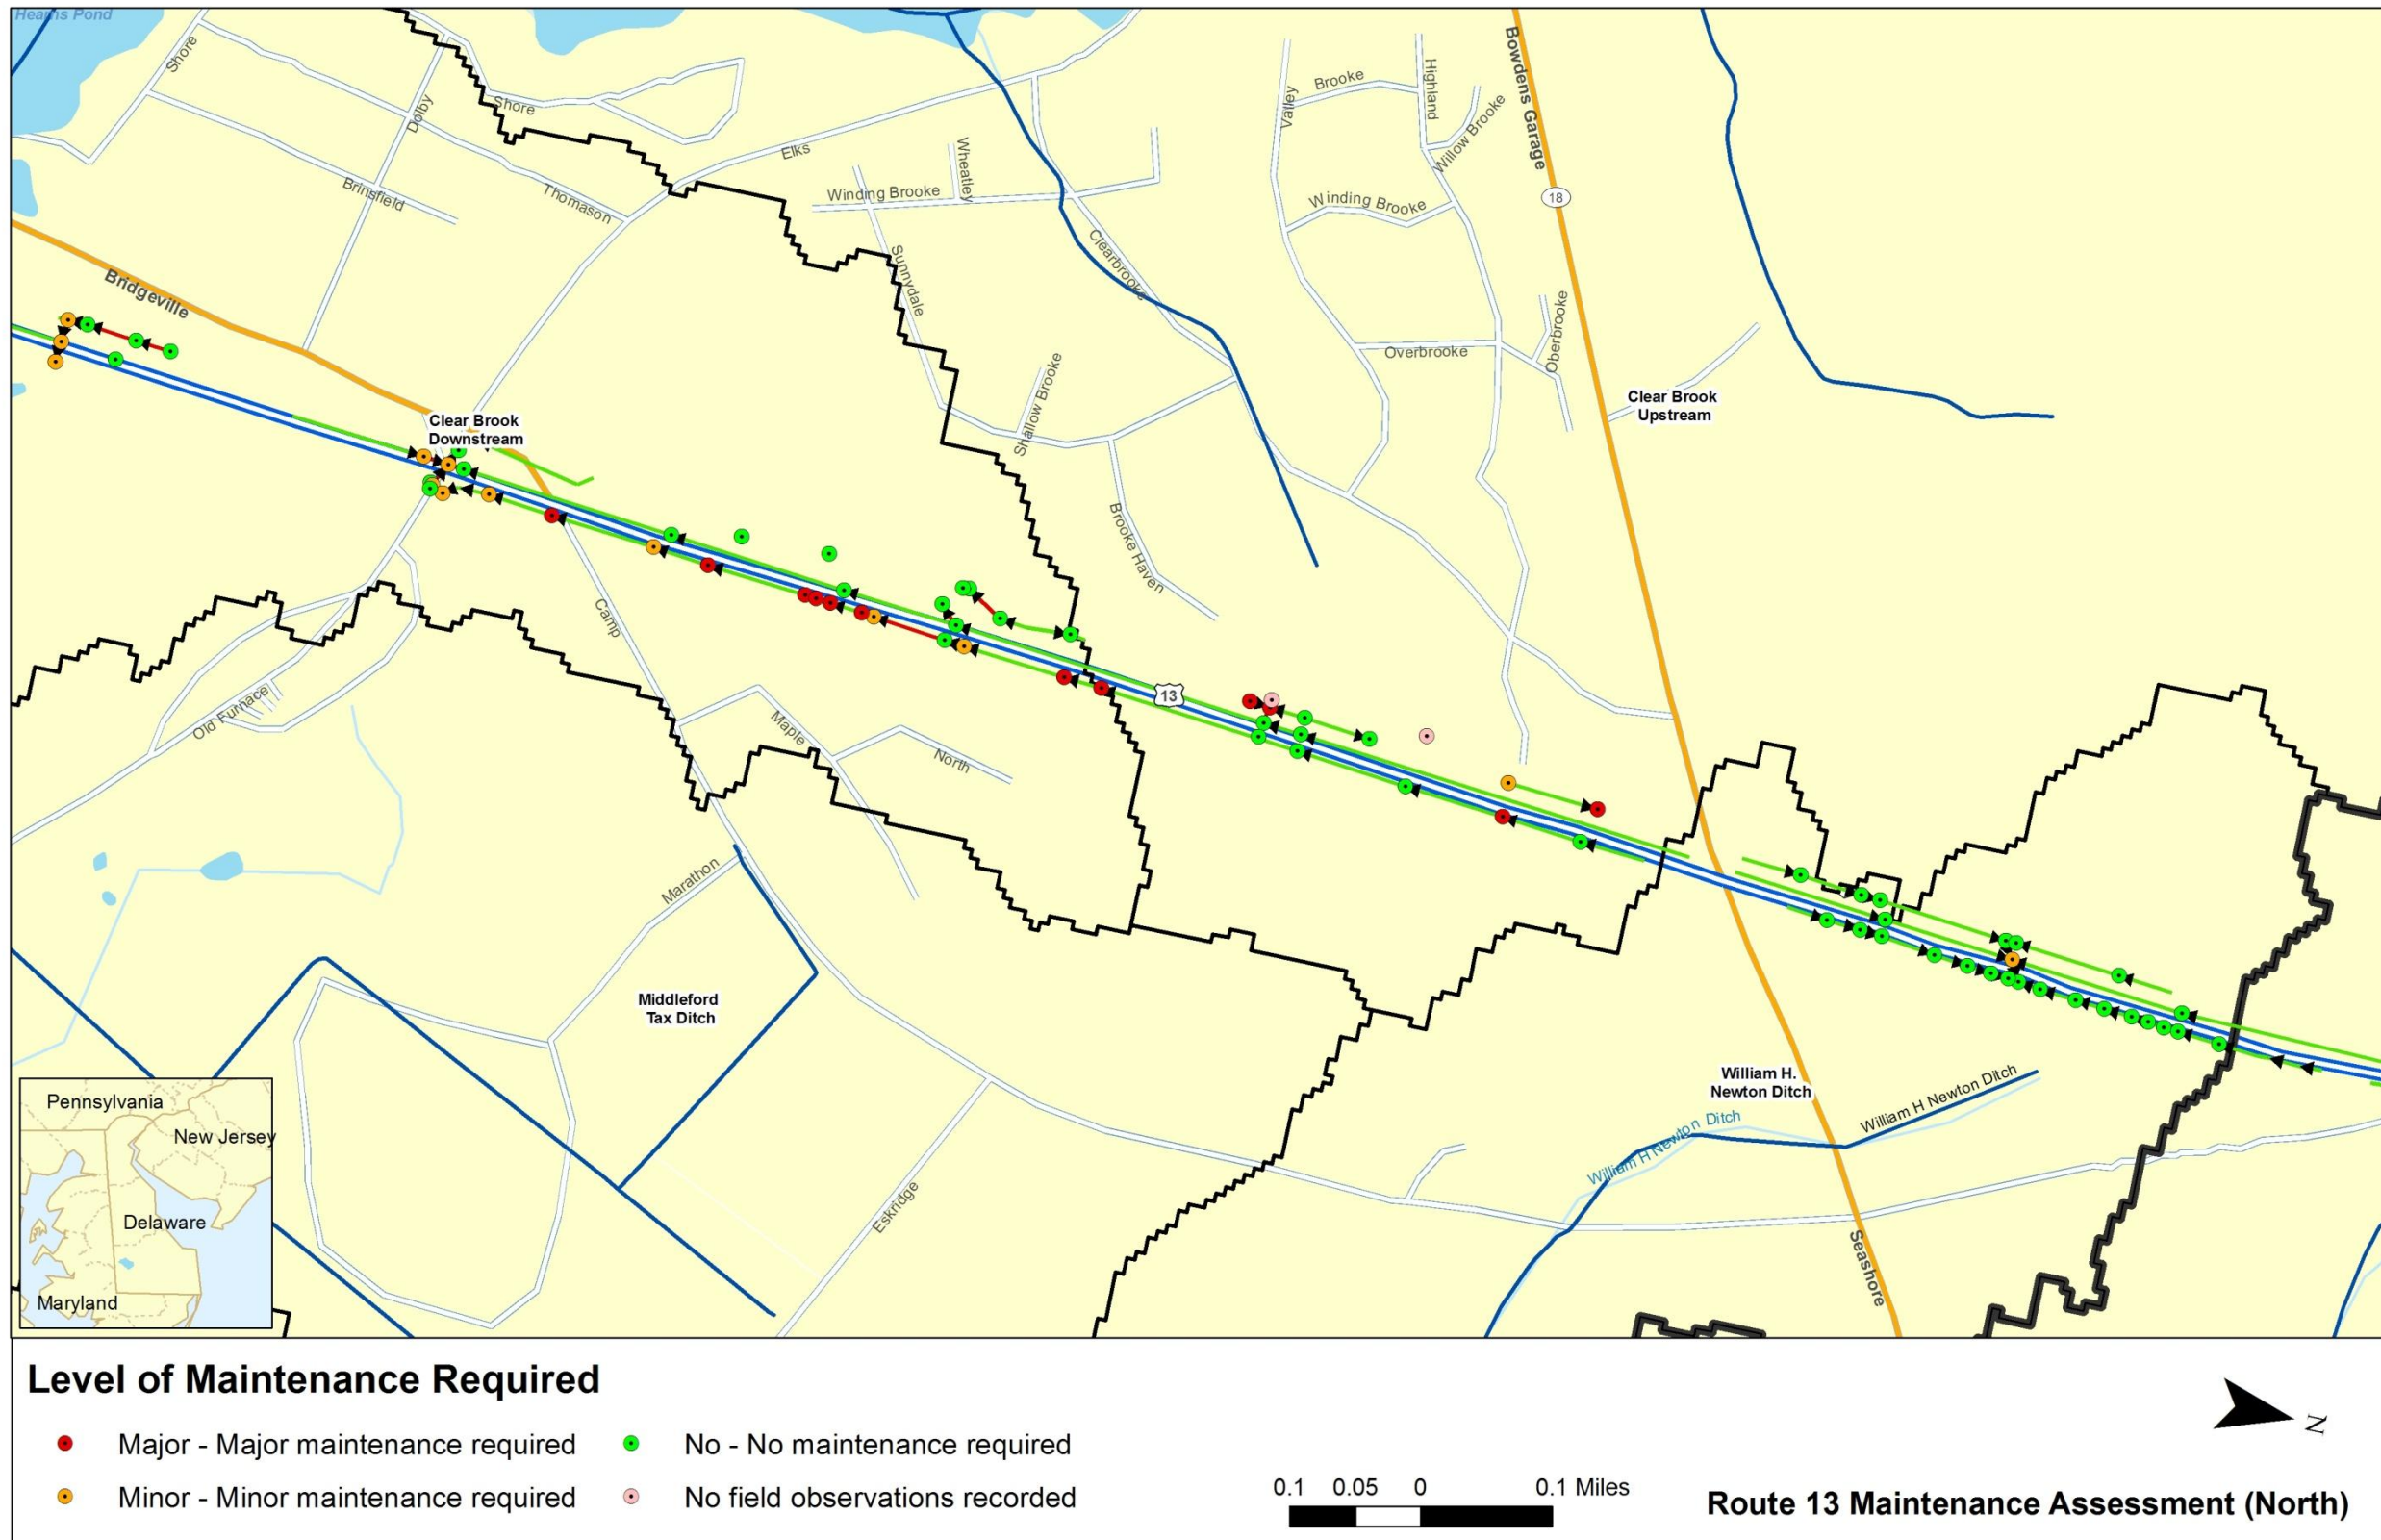 Hearns Pond
Shore
Dolby
Shore
Brinsfield
Thomason
Elks
Winding Brooke
Wheatley
Sunnydale
Clearbrooke
Valley
Brooke
Highland
Willow Brooke
Winding Brooke
Bowdens Garage
18
Overbrooke
Oberbrooke
Shallow Brooke
Brooke Haven
Bridgeville
Clear Brook
Downstream
Clear Brook
Upstream
Camp
13
Old Furnace
Maple
North
Marathon
Middleford
Tax Ditch
Eskridge
William H.
Newton Ditch
William H Newton Ditch
William H Newton Ditch
Seashore
Pennsylvania
New Jersey
Delaware
Maryland
Level of Maintenance Required
Major - Major maintenance required
No - No maintenance required
Minor - Minor maintenance required
No field observations recorded
0.1 0.05 0 0.1 Miles
N
Route 13 Maintenance Assessment (North)